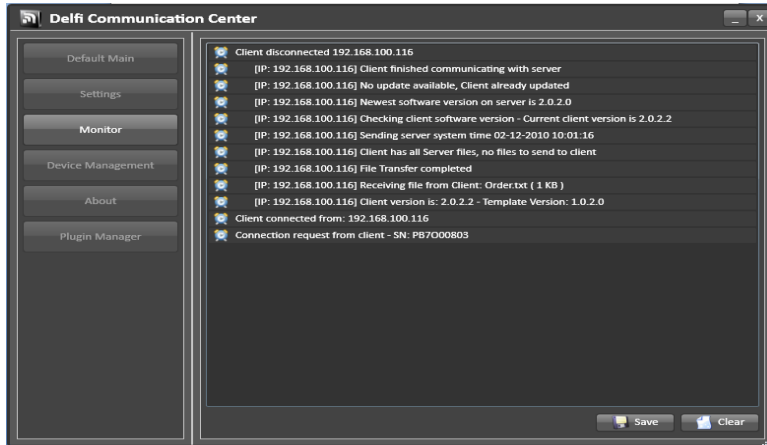 Delfi Communication Center
Default Main
Settings
Monitor
Device Management
About
Plugin Manager
Client disconnected 192.168.100.116
[IP: 192.168.100.116] Client finished communicating with server
[IP: 192.168.100.116] No update available, Client already updated
[IP: 192.168.100.116] Newest software version on server is 2.0.2.0
[IP: 192.168.100.116] Checking client software version - Current client version is 2.0.2.2
[IP: 192.168.100.116] Sending server system time 02-12-2010 10:01:16
[IP: 192.168.100.116] Client has all Server files, no files to send to client
[IP: 192.168.100.116] File Transfer completed
[IP: 192.168.100.116] Receiving file from Client: Order.txt ( 1 KB )
[IP: 192.168.100.116] Client version is: 2.0.2.2 - Template Version: 1.0.2.0
Client connected from: 192.168.100.116
Connection request from client - SN: PB7O00803
Save
Clear